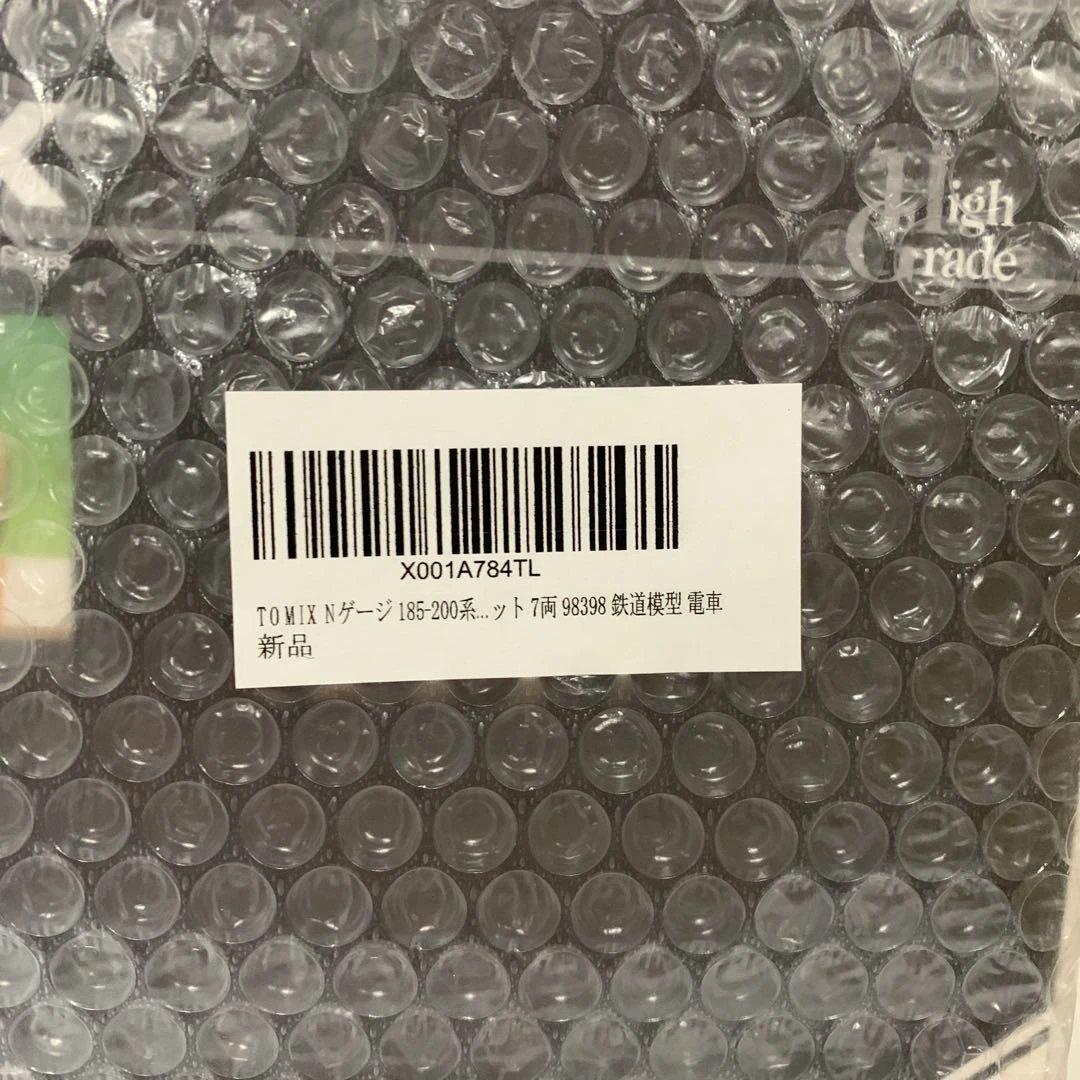 High
Grade
X001A784TL
TOMIX Nゲージ 185-200系...ット 7両 98398 鉄道模型 電車
新品